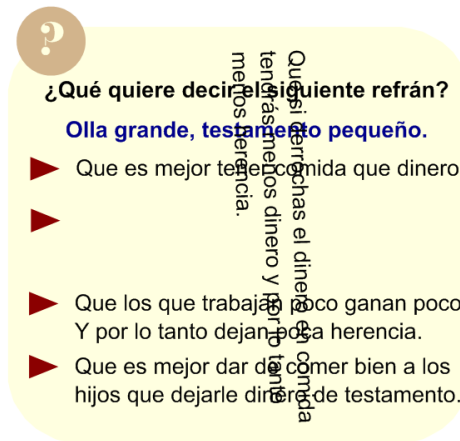 ?
¿Qué quiere decir el siguiente refrán?
Olla grande, testamento pequeño.
Que es mejor tener comida que dinero
Que si derrochas el dinero en comida
tendrás menos dinero y por lo tanto
menos herencia.
Que los que trabajan poco ganan poco
Y por lo tanto dejan poca herencia.
Que es mejor dar de comer bien a los
hijos que dejarle dinero de testamento.